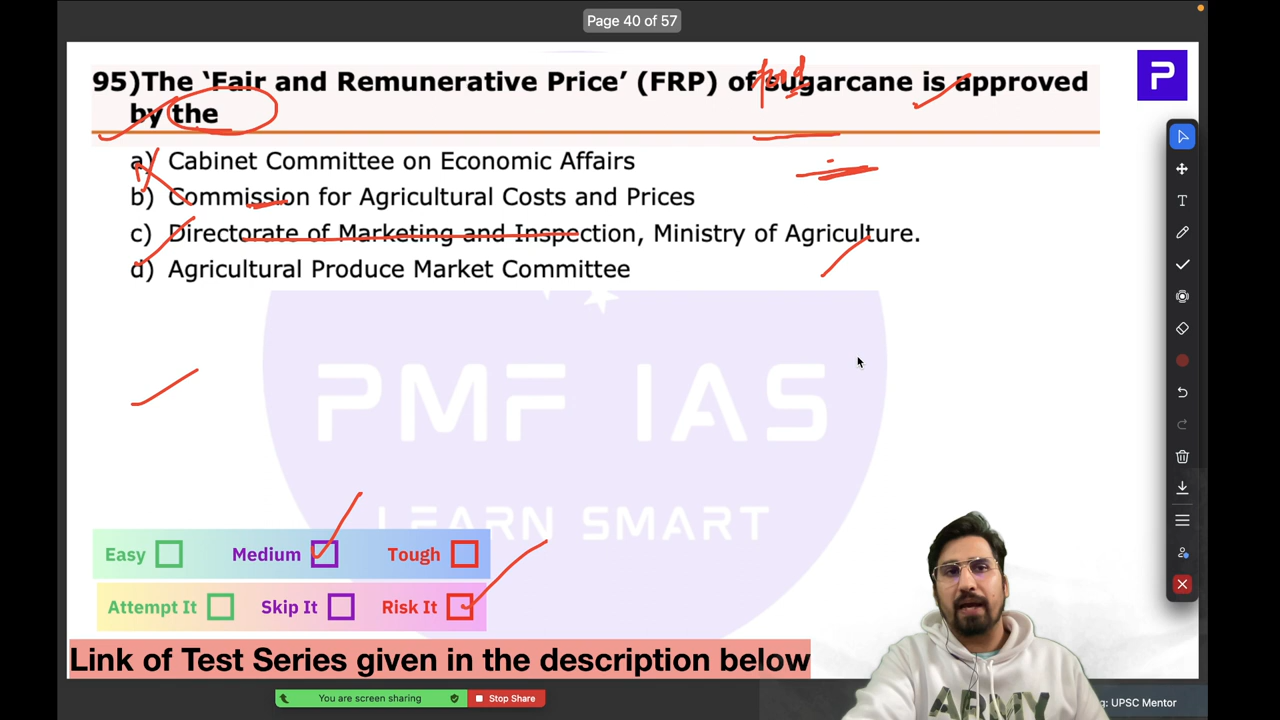 Page 40 of 57
95)The ‘Fair and Remunerative Price’ (FRP) of sugarcane is approved
by the
food
P
a) Cabinet Committee on Economic Affairs
b) Commission for Agricultural Costs and Prices
c) Directorate of Marketing and Inspection, Ministry of Agriculture.
d) Agricultural Produce Market Committee
T
PMF IAS
LEARN SMART
Easy Medium Tough
Attempt It Skip It Risk It
Link of Test Series given in the description below
You are screen sharing Stop Share
ARMY
UPSC Mentor